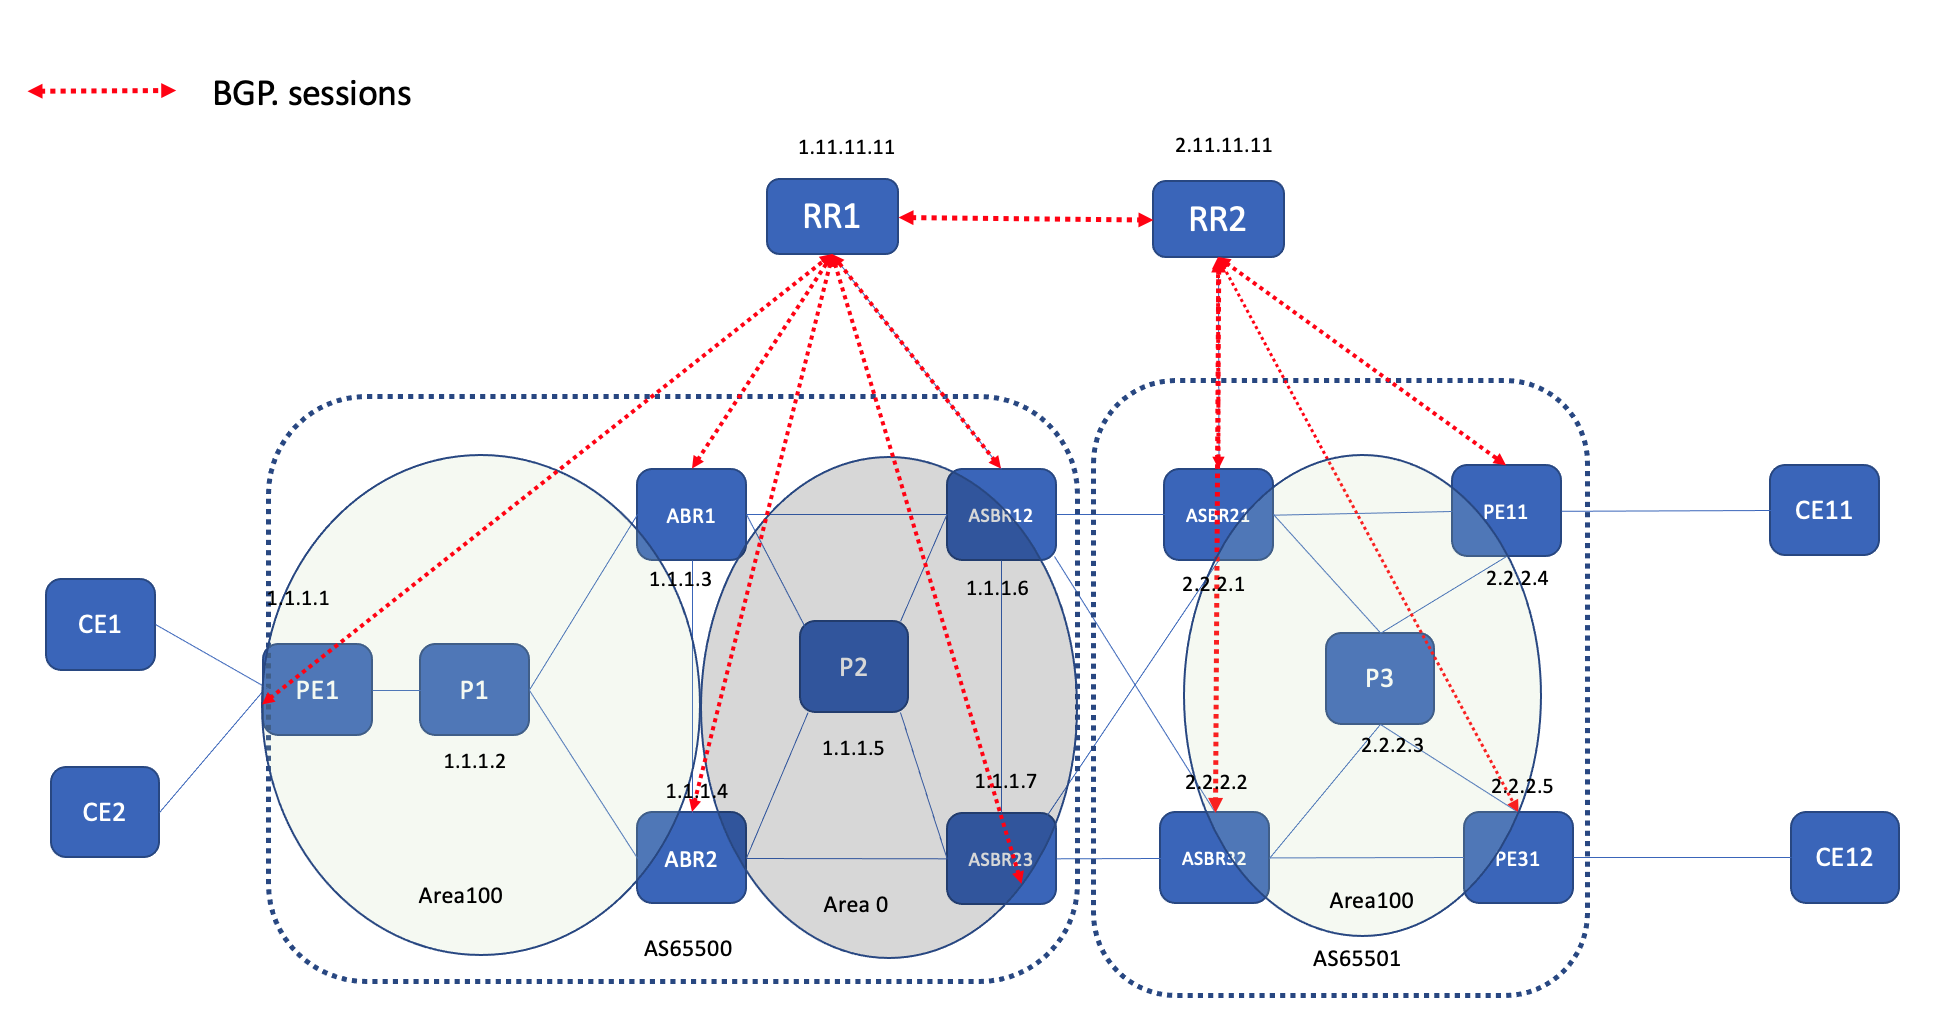 BGP. sessions
1.11.11.11
2.11.11.11
RR1
RR2
ABR1
ASBR12
ASBR21
PE11
CE11
1.1.1.3
1.1.1.6
2.2.2.1
2.2.2.4
1.1.1.1
CE1
PE1
P1
P2
P3
1.1.1.2
1.1.1.5
2.2.2.3
1.1.1.4
1.1.1.7
2.2.2.2
2.2.2.5
CE2
ABR2
ASBR23
ASBR32
PE31
CE12
Area100
Area 0
Area100
AS65500
AS65501